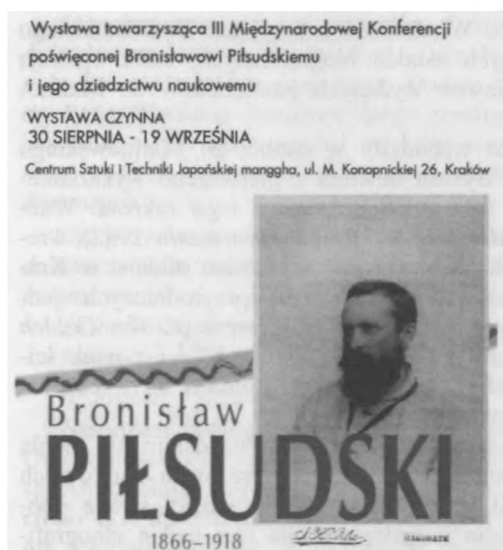 Wystawa towarzysząca III Międzynarodowej Konferencji
poświęconej Bronisławowi Piłsudskiemu
i jego dziedzictwu naukowemu
WYSTAWA CZYNNA
30 SIERPNIA - 19 WRZEŚNIA
Centrum Sztuki i Techniki Japońskiej manggha, ul. M. Konopnickiej 26, Kraków
Bronisław
PIŁSUDSKI
1866–1918